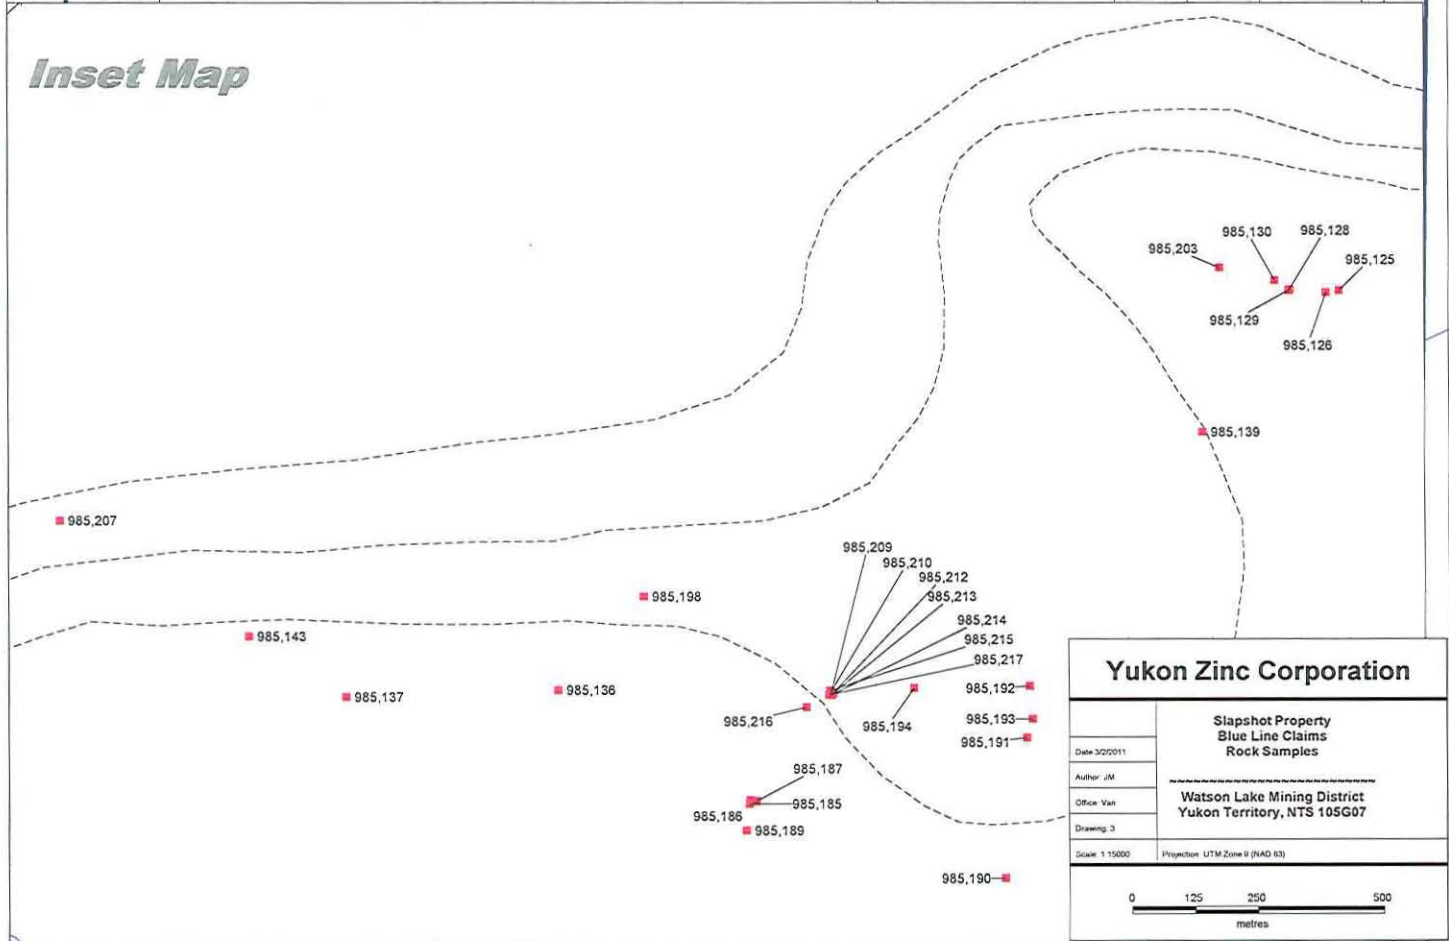 Inset Map
985,128
985,130
985,203
985,125
985,129
985,126
985,139
985,207
985,209
985,210
985,212
985,213
985,198
985,214
985,143
985,215
985,217
985,137
985,136
985,192
985,216
985,194
985,193
985,191
985,187
985,185
985,186
985,189
985,190
Yukon Zinc Corporation
Slapshot Property
Blue Line Claims
Rock Samples
Date 3/2/2011
Author: JM
Office: Van
Drawing: 3
Scale: 1:15000
~~~~~~~~~~~~~~~~~~~~~~~~~~
Watson Lake Mining District
Yukon Territory, NTS 105G07
Projection: UTM Zone 9 (NAD 83)
0 125 250 500
metres